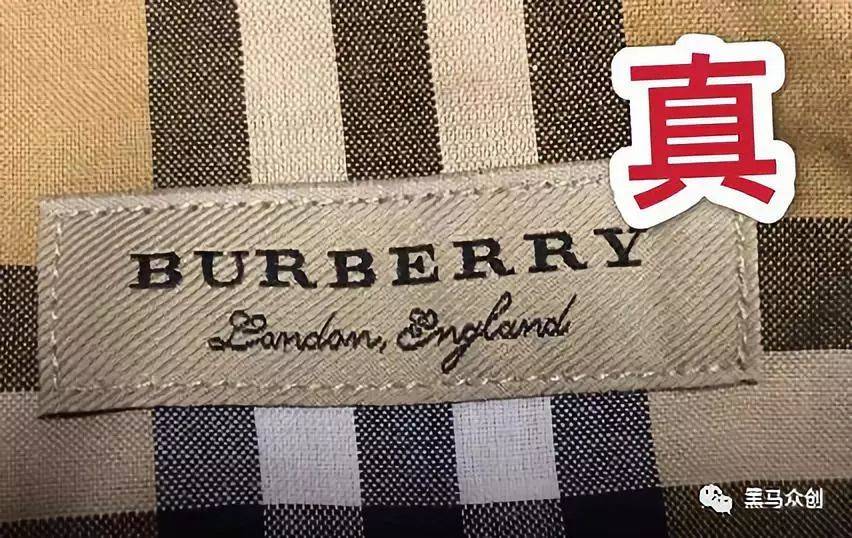 真
BURBERRY
London, England
黑马众创